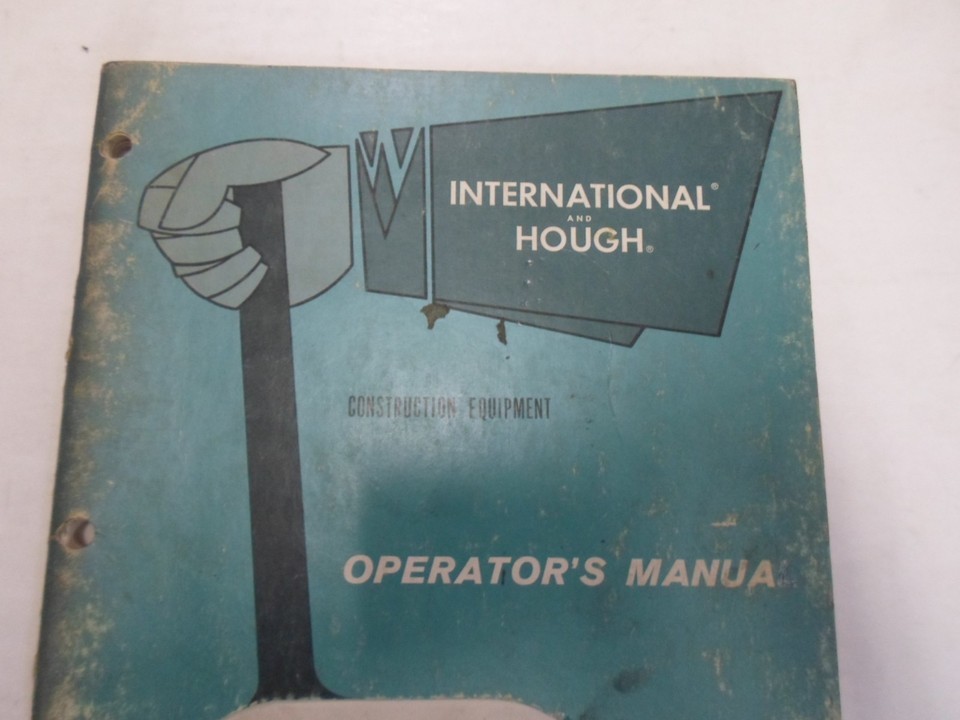 INTERNATIONAL®
AND
HOUGH®
CONSTRUCTION EQUIPMENT
OPERATOR'S MANUA